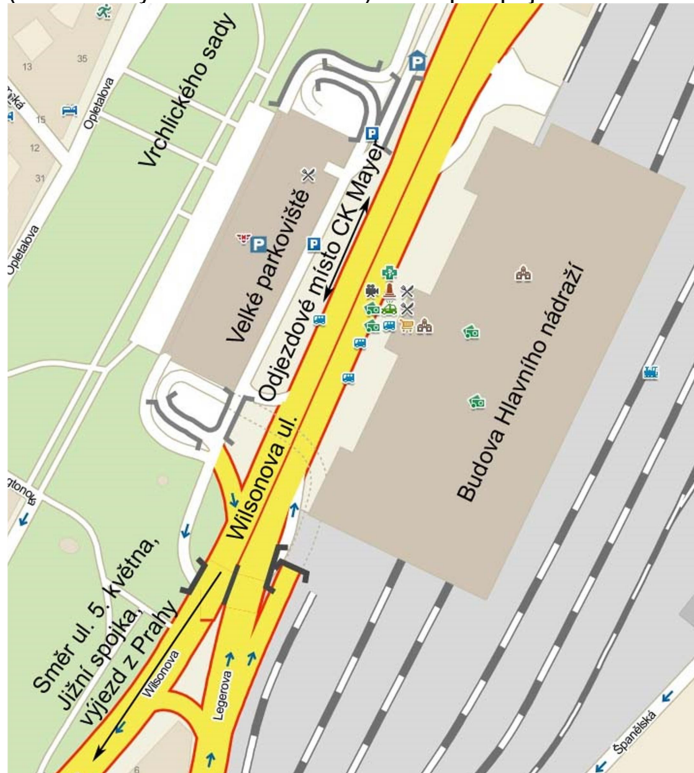 13
35
15
12
31
Opletalova
Opletalova
Vrchlického sady
P
P
P
P
Velké parkoviště
Odjezdové místo CK Mayer
Budova Hlavního nádraží
Wilsonova ul.
Směr ul. 5. května,
Jižní spojka,
výjezd z Prahy
Wilsonova
Legerova
Španělská
6